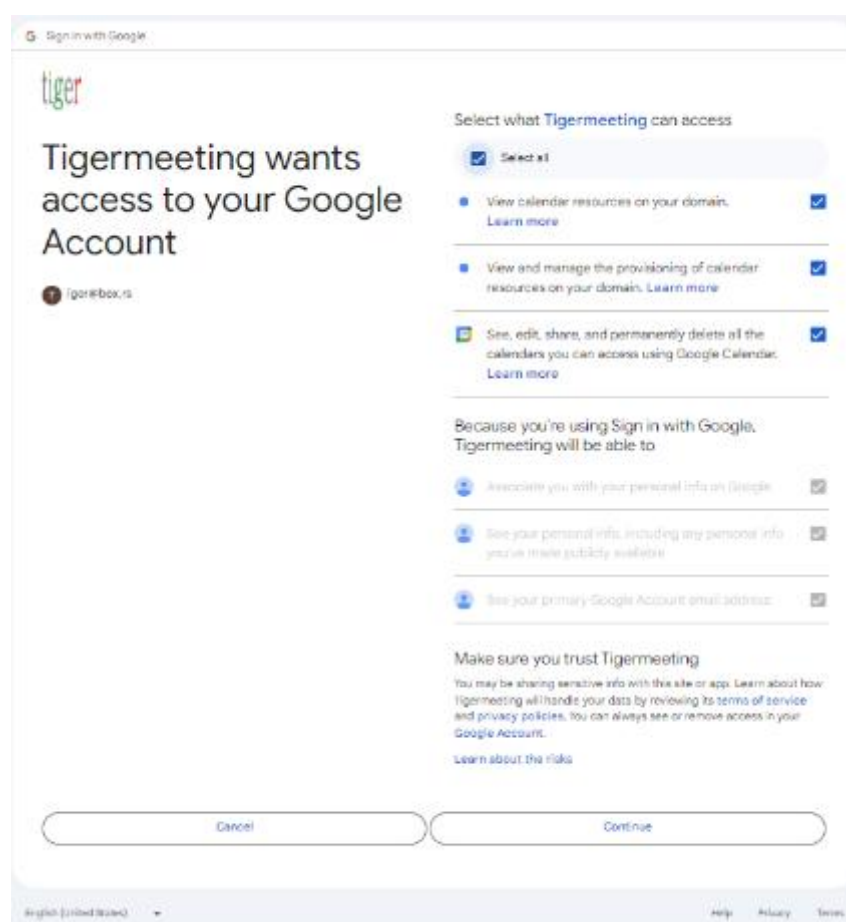 Sign in with Google
tiger
Tigermeeting wants
access to your Google
Account
Select what Tigermeeting can access
Select all
View calendar resources on your domain.
Learn more
View and manage the provisioning of calendar
resources on your domain. Learn more
See, edit, share, and permanently delete all the
calendars you can access using Google Calendar.
Learn more
Because you're using Sign in with Google,
Tigermeeting will be able to
Associate you with your personal info on Google
See your personal info, including any personal info
you've made publicly available
See your primary Google Account email address
Make sure you trust Tigermeeting
You may be sharing sensitive info with this site or app. Learn about how
Tigermeeting will handle your data by reviewing its terms of service
and privacy policies. You can always see or remove access in your
Google Account.
Learn about the risks
Cancel
Continue
English (United States)
Help Privacy Terms